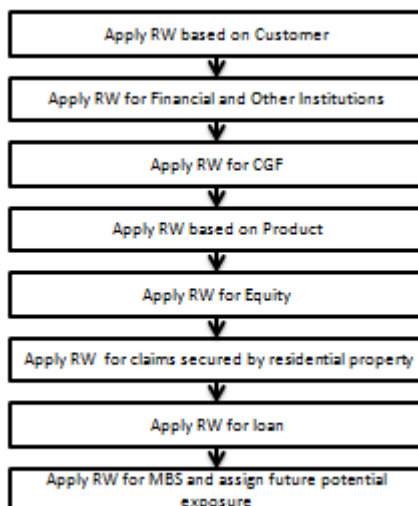 Apply RW based on Customer
Apply RW for Financial and Other Institutions
Apply RW for CGF
Apply RW based on Product
Apply RW for Equity
Apply RW for claims secured by residential property
Apply RW for loan
Apply RW for MBS and assign future potential
exposure